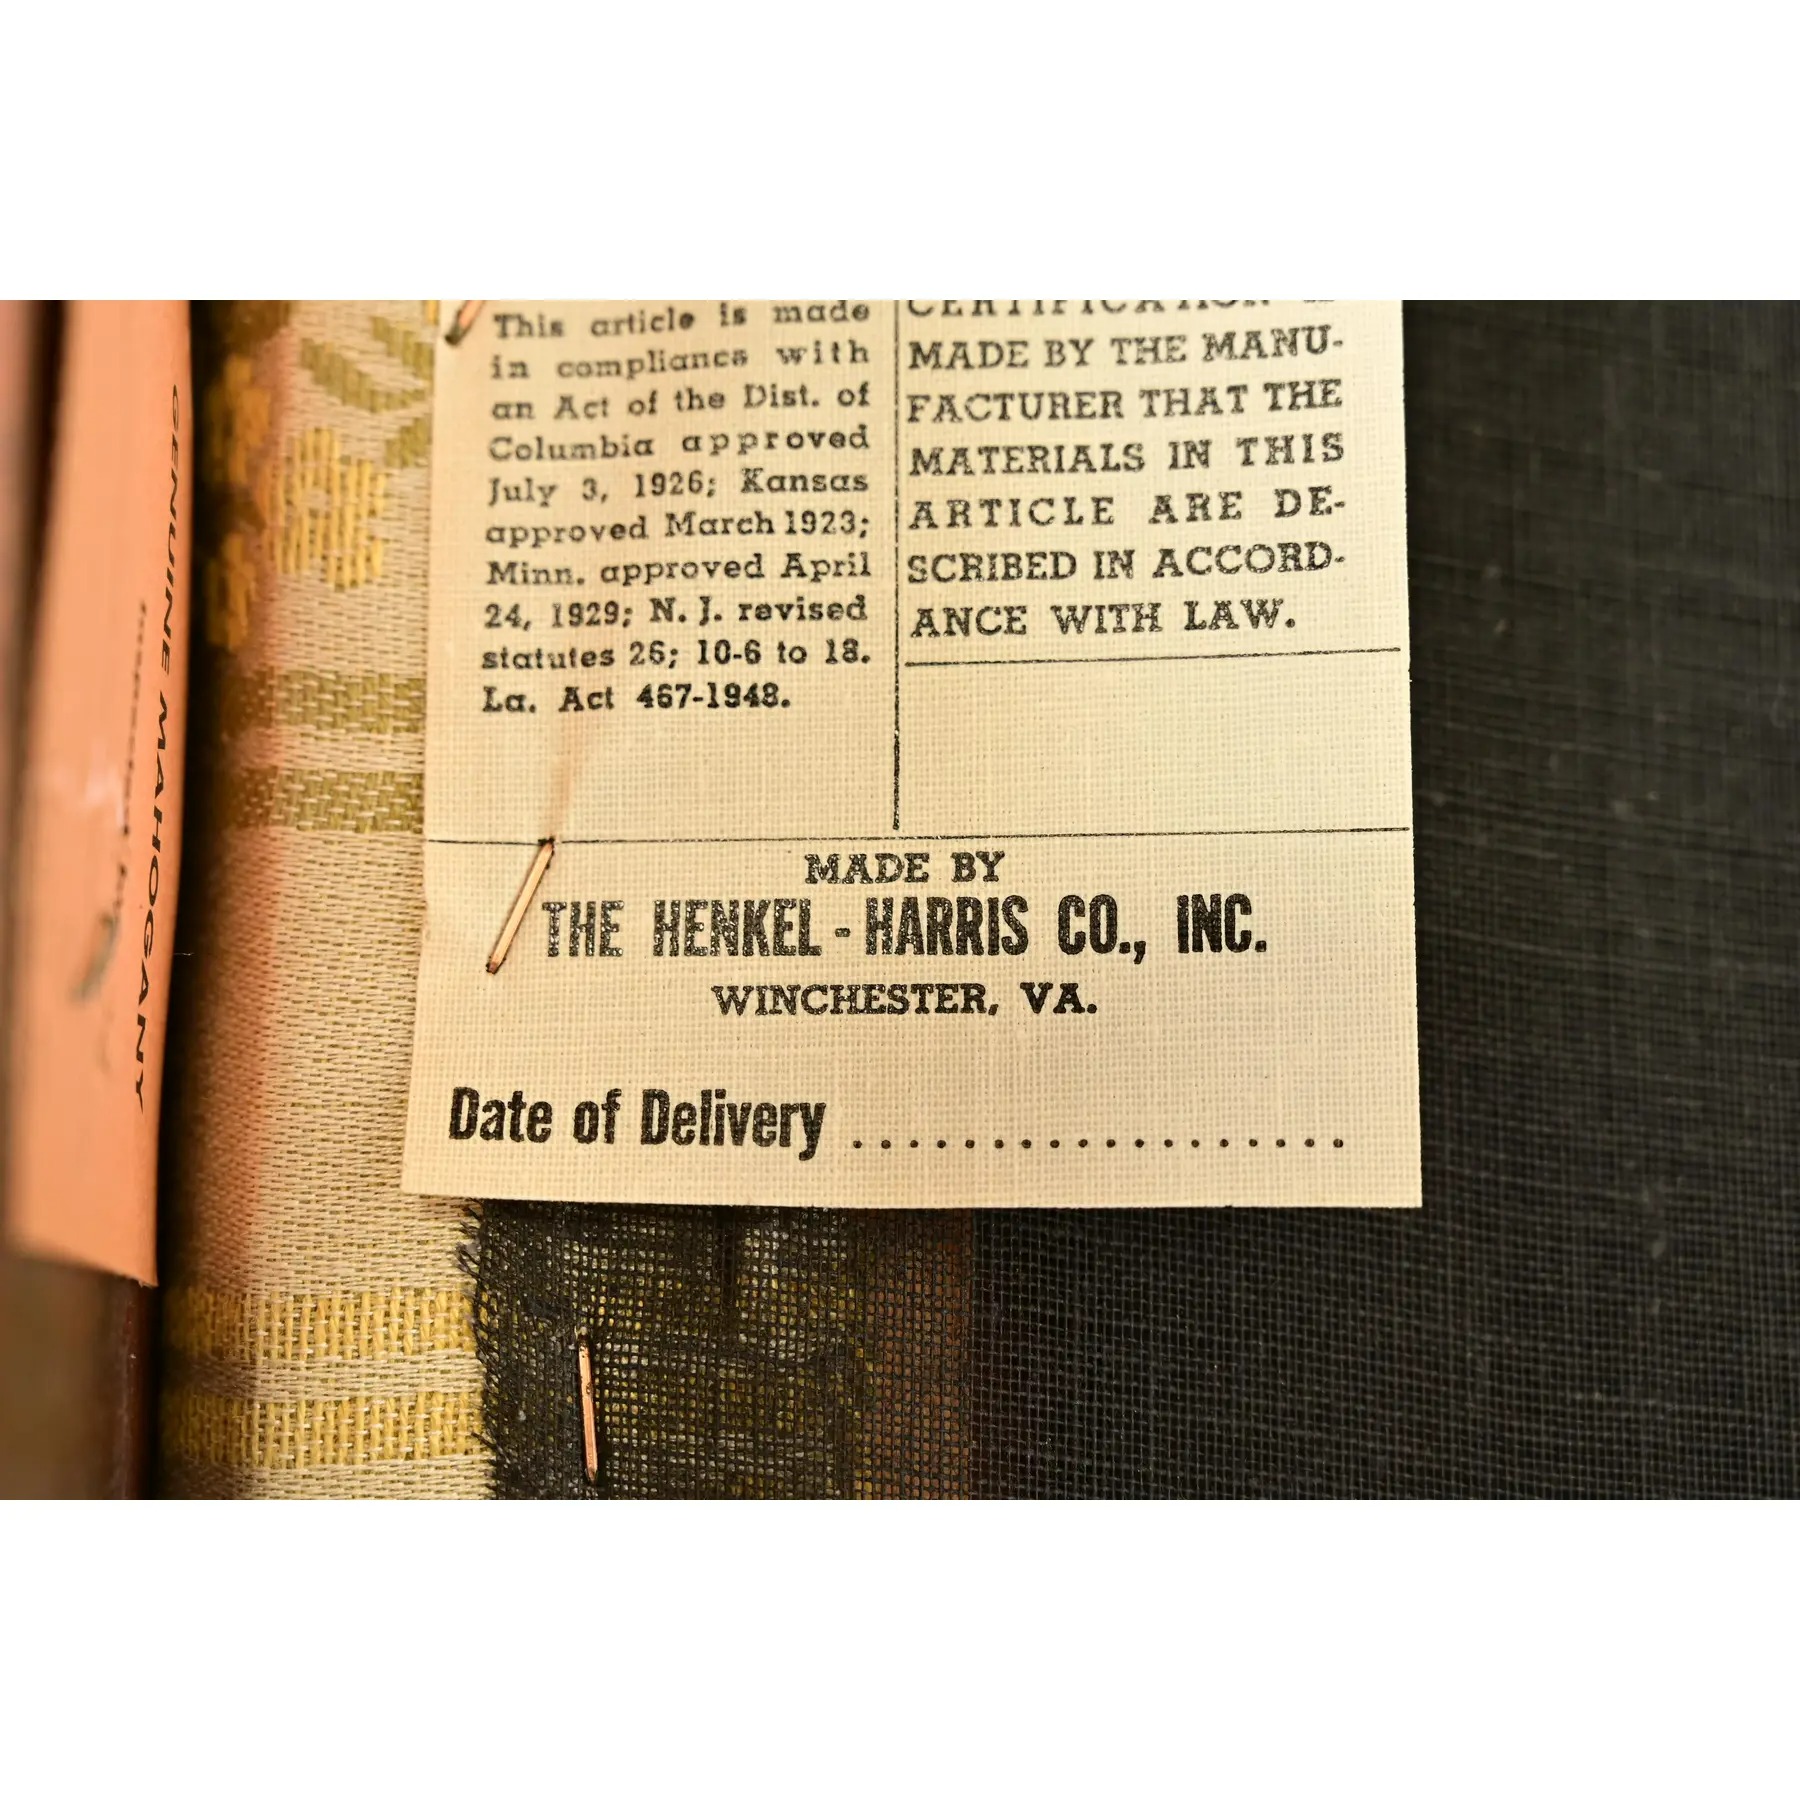 This article is made
in compliance with
an Act of the Dist. of
Columbia approved
July 3, 1926; Kansas
approved March 1923;
Minn. approved April
24, 1929; N. J. revised
statutes 26; 10-6 to 18.
La. Act 467-1948.
CERTIFICATION IS
MADE BY THE MANU-
FACTURER THAT THE
MATERIALS IN THIS
ARTICLE ARE DE-
SCRIBED IN ACCORD-
ANCE WITH LAW.
MADE BY
THE HENKEL-HARRIS CO., INC.
WINCHESTER, VA.
Date of Delivery ..................
GENUINE MAHOGANY